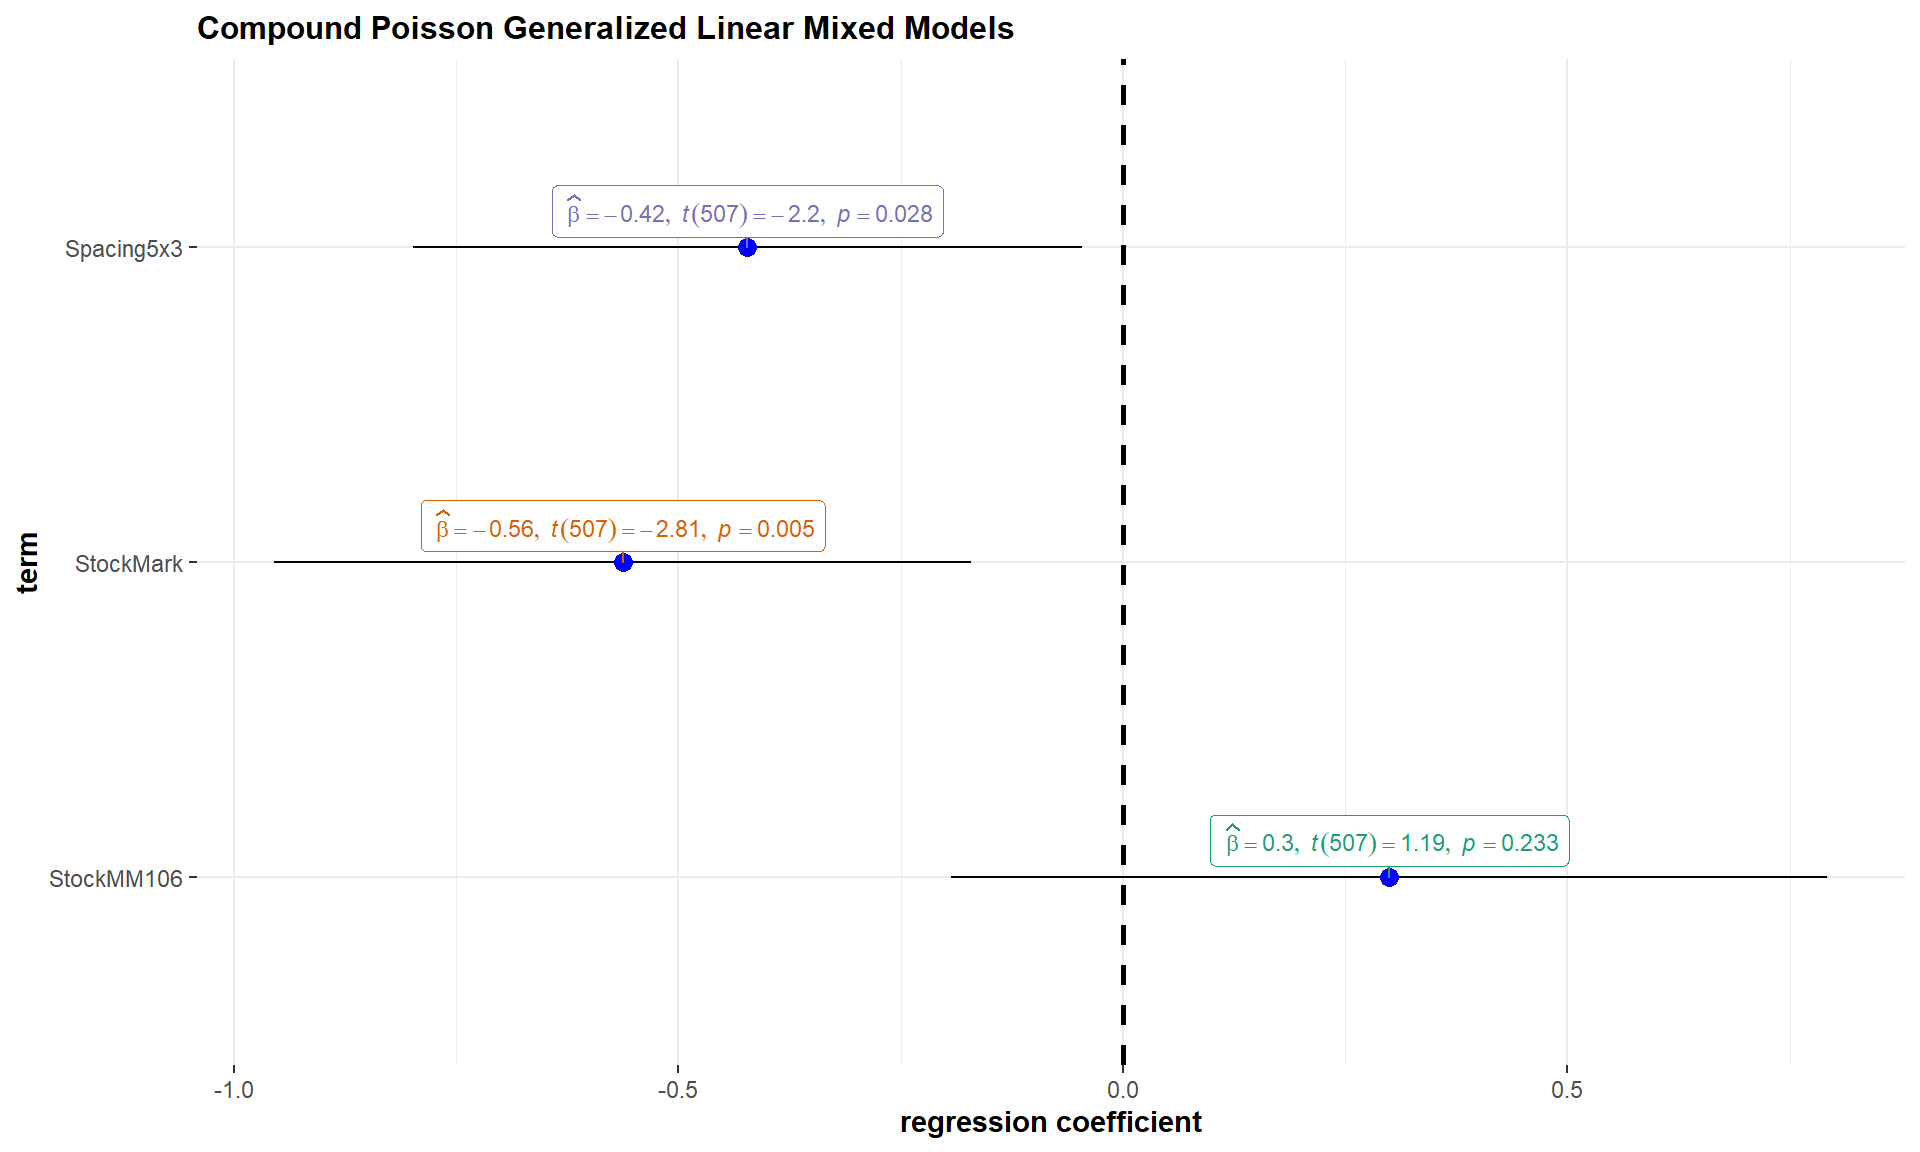 Compound Poisson Generalized Linear Mixed Models
β̂ = −0.42, t(507) = −2.2, p = 0.028
Spacing5x3
β̂ = −0.56, t(507) = −2.81, p = 0.005
term
StockMark
β̂ = 0.3, t(507) = 1.19, p = 0.233
StockMM106
-1.0 -0.5 0.0 0.5
regression coefficient